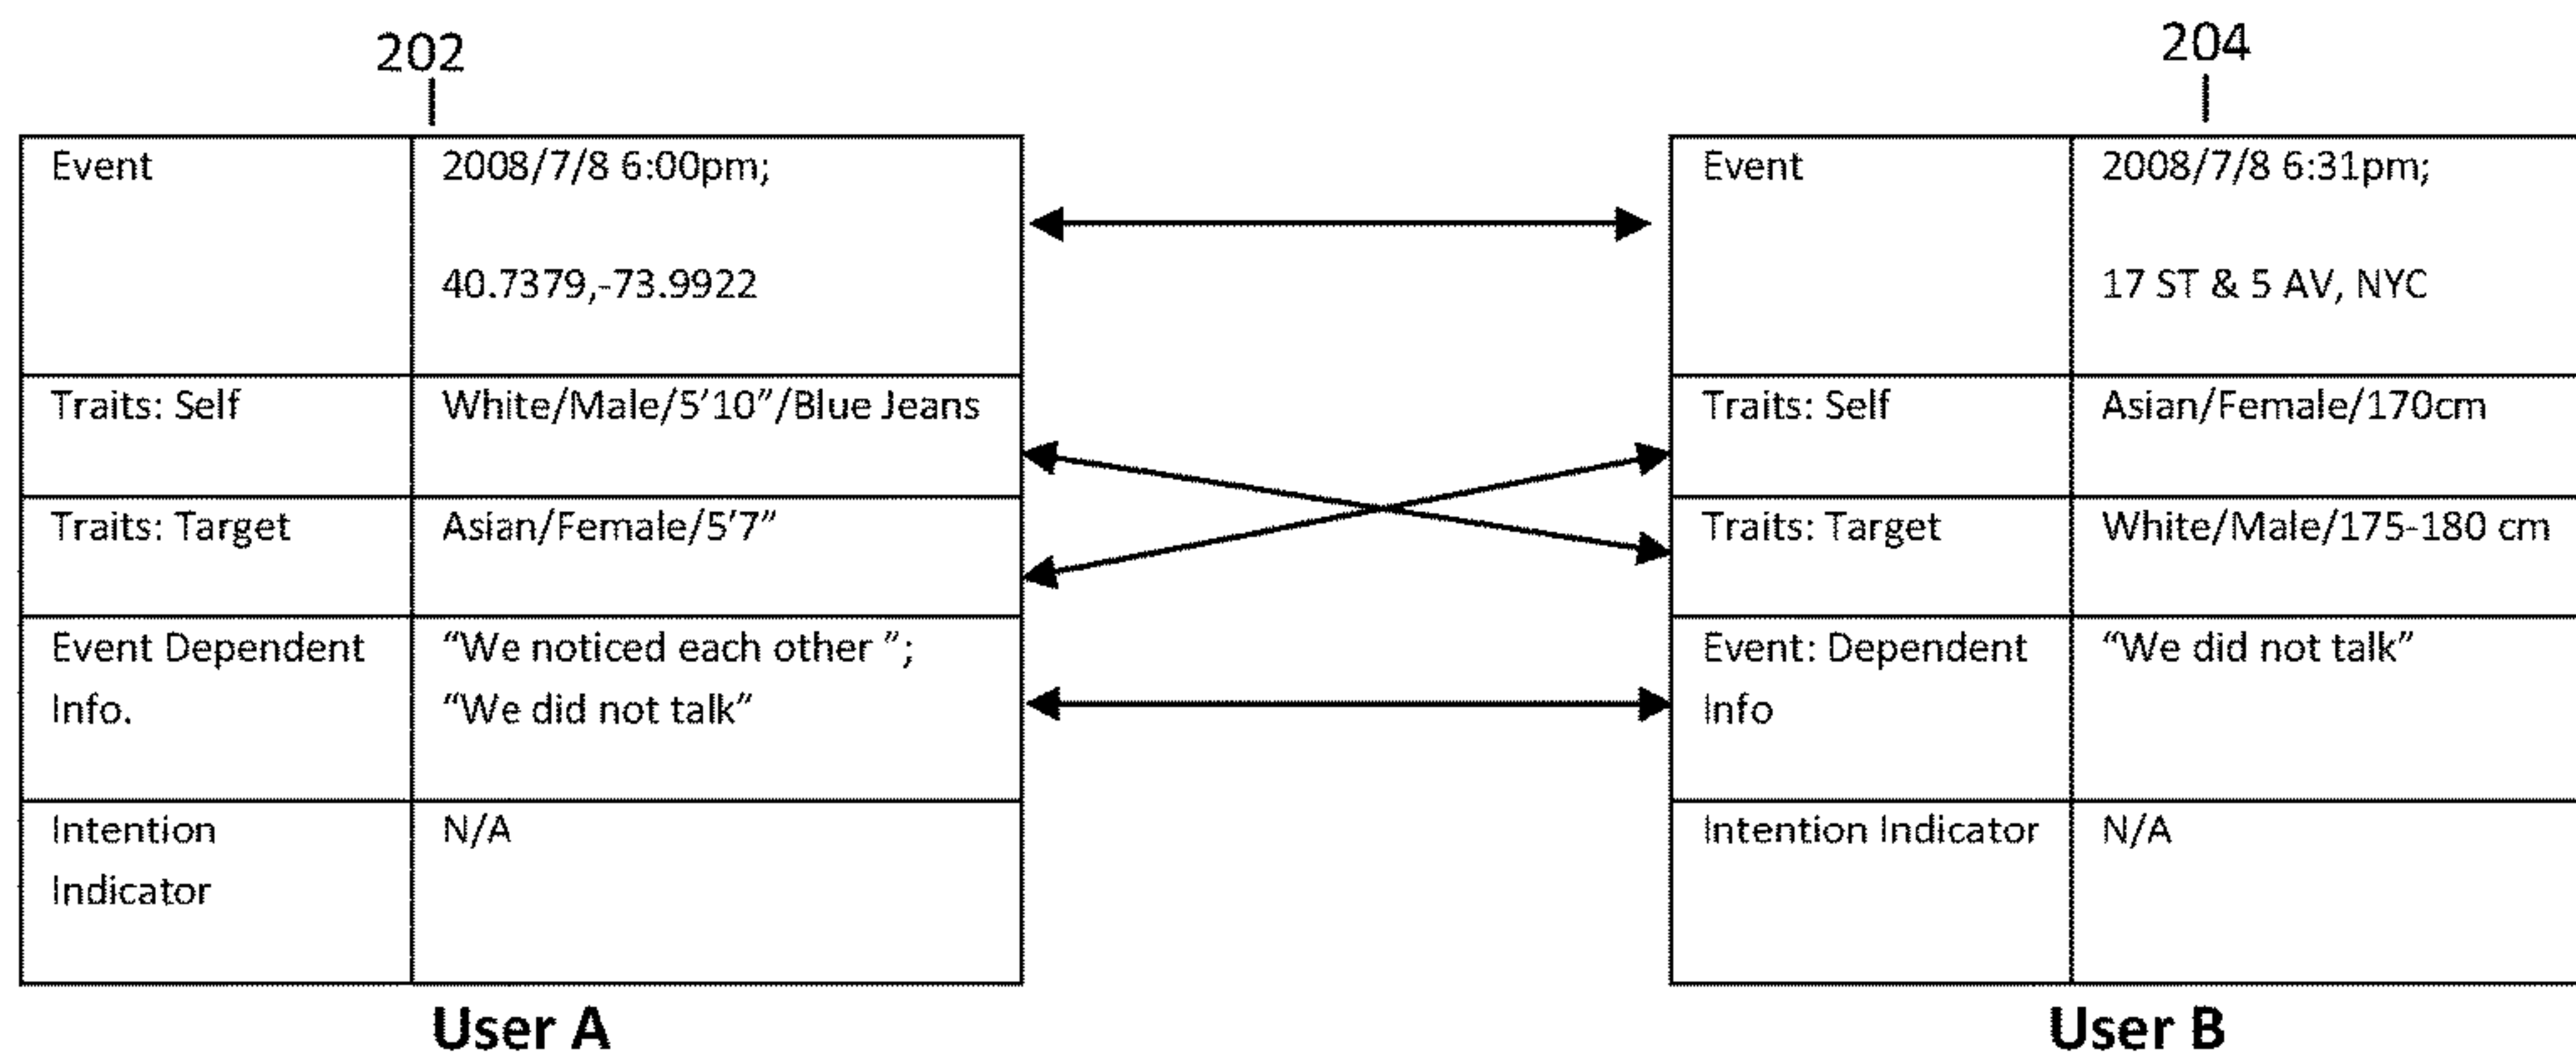 202
204
Event
2008/7/8 6:00pm;
40.7379,-73.9922
Traits: Self
White/Male/5’10”/Blue Jeans
Traits: Target
Asian/Female/5’7”
Event Dependent
Info.
“We noticed each other ”;
“We did not talk”
Intention
Indicator
N/A
User A
Event
2008/7/8 6:31pm;
17 ST & 5 AV, NYC
Traits: Self
Asian/Female/170cm
Traits: Target
White/Male/175-180 cm
Event: Dependent
Info
“We did not talk”
Intention Indicator
N/A
User B